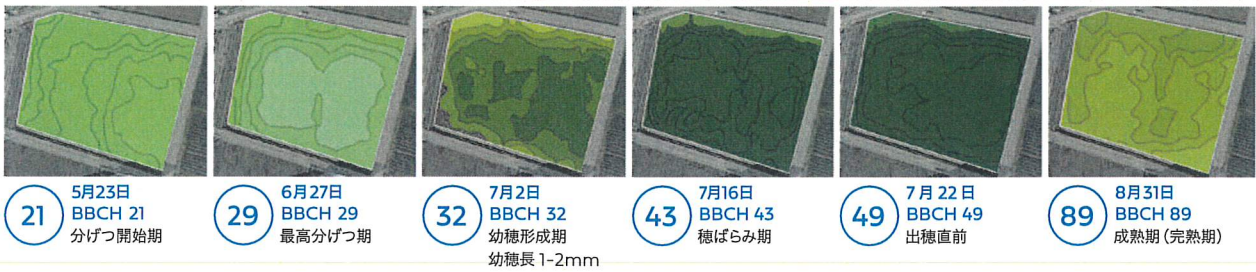 21
5月23日
BBCH 21
分げつ開始期
29
6月27日
BBCH 29
最高分げつ期
32
7月2日
BBCH 32
幼穂形成期
幼穂長1-2mm
43
7月16日
BBCH 43
穂ばらみ期
49
7月22日
BBCH 49
出穂直前
89
8月31日
BBCH 89
成熟期(完熟期)